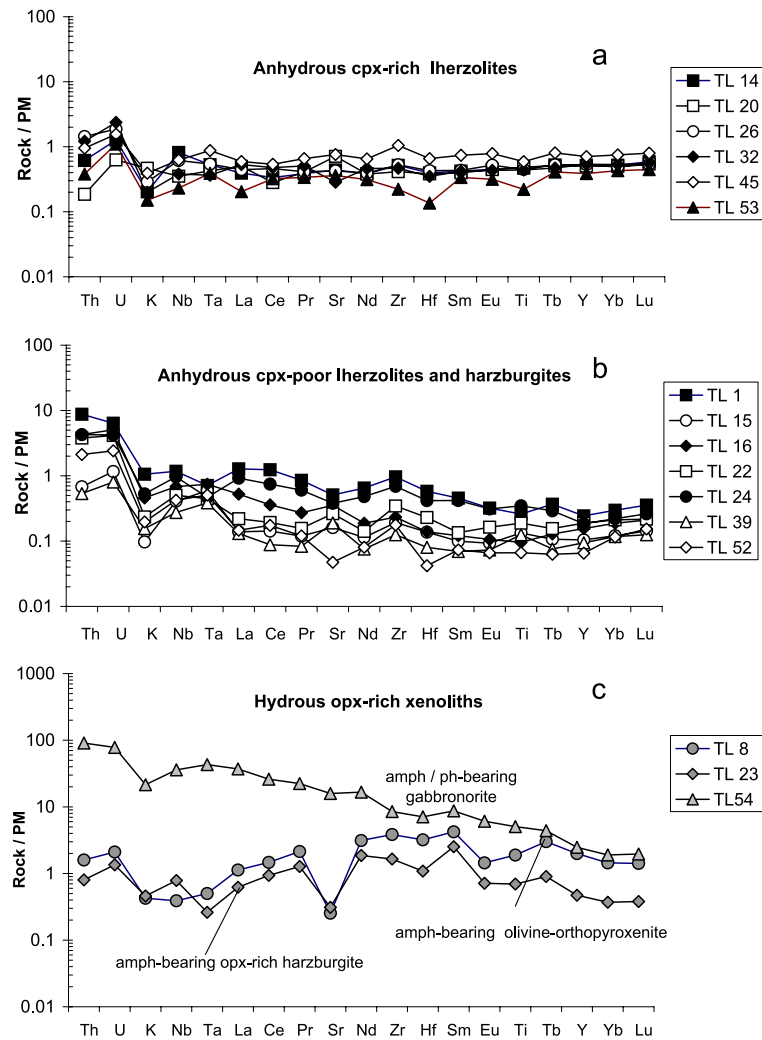 a
Anhydrous cpx-rich lherzolites
Rock / PM
100
10
1
0.1
0.01
Th U K Nb Ta La Ce Pr Sr Nd Zr Hf Sm Eu Ti Tb Y Yb Lu
TL 14
TL 20
TL 26
TL 32
TL 45
TL 53
b
Anhydrous cpx-poor lherzolites and harzburgites
Rock / PM
100
10
1
0.1
0.01
Th U K Nb Ta La Ce Pr Sr Nd Zr Hf Sm Eu Ti Tb Y Yb Lu
TL 1
TL 15
TL 16
TL 22
TL 24
TL 39
TL 52
c
Hydrous opx-rich xenoliths
Rock / PM
1000
100
10
1
0.1
0.01
amph / ph-bearing
gabbronorite
amph-bearing olivine-orthopyroxenite
amph-bearing opx-rich harzburgite
Th U K Nb Ta La Ce Pr Sr Nd Zr Hf Sm Eu Ti Tb Y Yb Lu
TL 8
TL 23
TL54